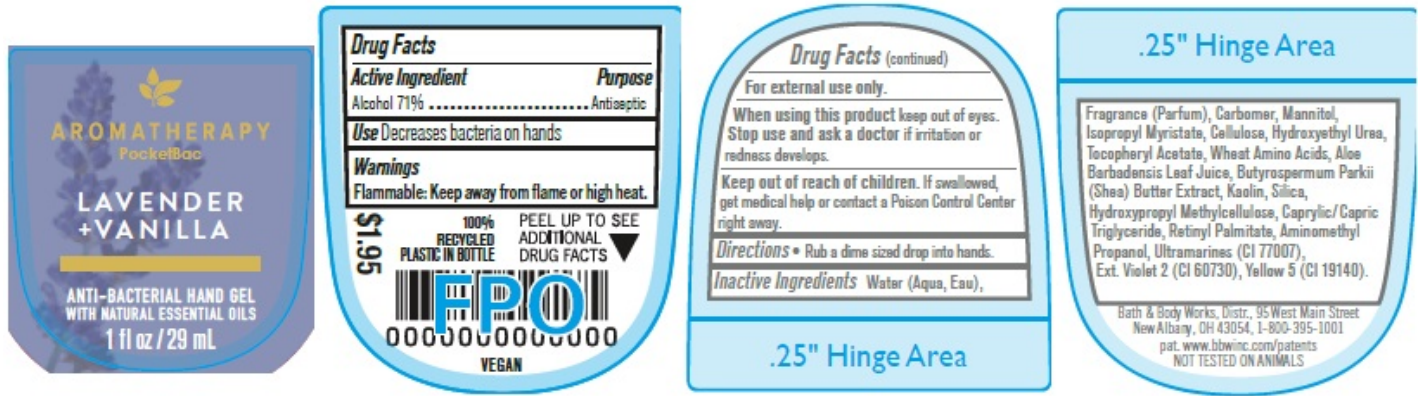 AROMATHERAPY
PocketBac
LAVENDER
+VANILLA
ANTI-BACTERIAL HAND GEL
WITH NATURAL ESSENTIAL OILS
1 fl oz / 29 mL
Drug Facts
Active Ingredient Purpose
Alcohol 71% ........................ Antiseptic
Use Decreases bacteria on hands
Warnings
Flammable: Keep away from flame or high heat.
$1.95
100%
RECYCLED
PLASTIC IN BOTTLE
PEEL UP TO SEE
ADDITIONAL
DRUG FACTS
FPO
VEGAN
Drug Facts (continued)
For external use only.
When using this product keep out of eyes.
Stop use and ask a doctor if irritation or
redness develops.
Keep out of reach of children. If swallowed,
get medical help or contact a Poison Control Center
right away.
Directions • Rub a dime sized drop into hands.
Inactive Ingredients Water (Aqua, Eau),
.25" Hinge Area
.25" Hinge Area
Fragrance (Parfum), Carbomer, Mannitol,
Isopropyl Myristate, Cellulose, Hydroxyethyl Urea,
Tocopheryl Acetate, Wheat Amino Acids, Aloe
Barbadensis Leaf Juice, Butyrospermum Parkii
(Shea) Butter Extract, Kaolin, Silica,
Hydroxypropyl Methylcellulose, Caprylic/Capric
Triglyceride, Retinyl Palmitate, Aminomethyl
Propanol, Ultramarines (CI 77007),
Ext. Violet 2 (CI 60730), Yellow 5 (CI 19140).
Bath & Body Works, Distr., 95 West Main Street
New Albany, OH 43054, 1-800-395-1001
pat. www.bbwinc.com/patents
NOT TESTED ON ANIMALS